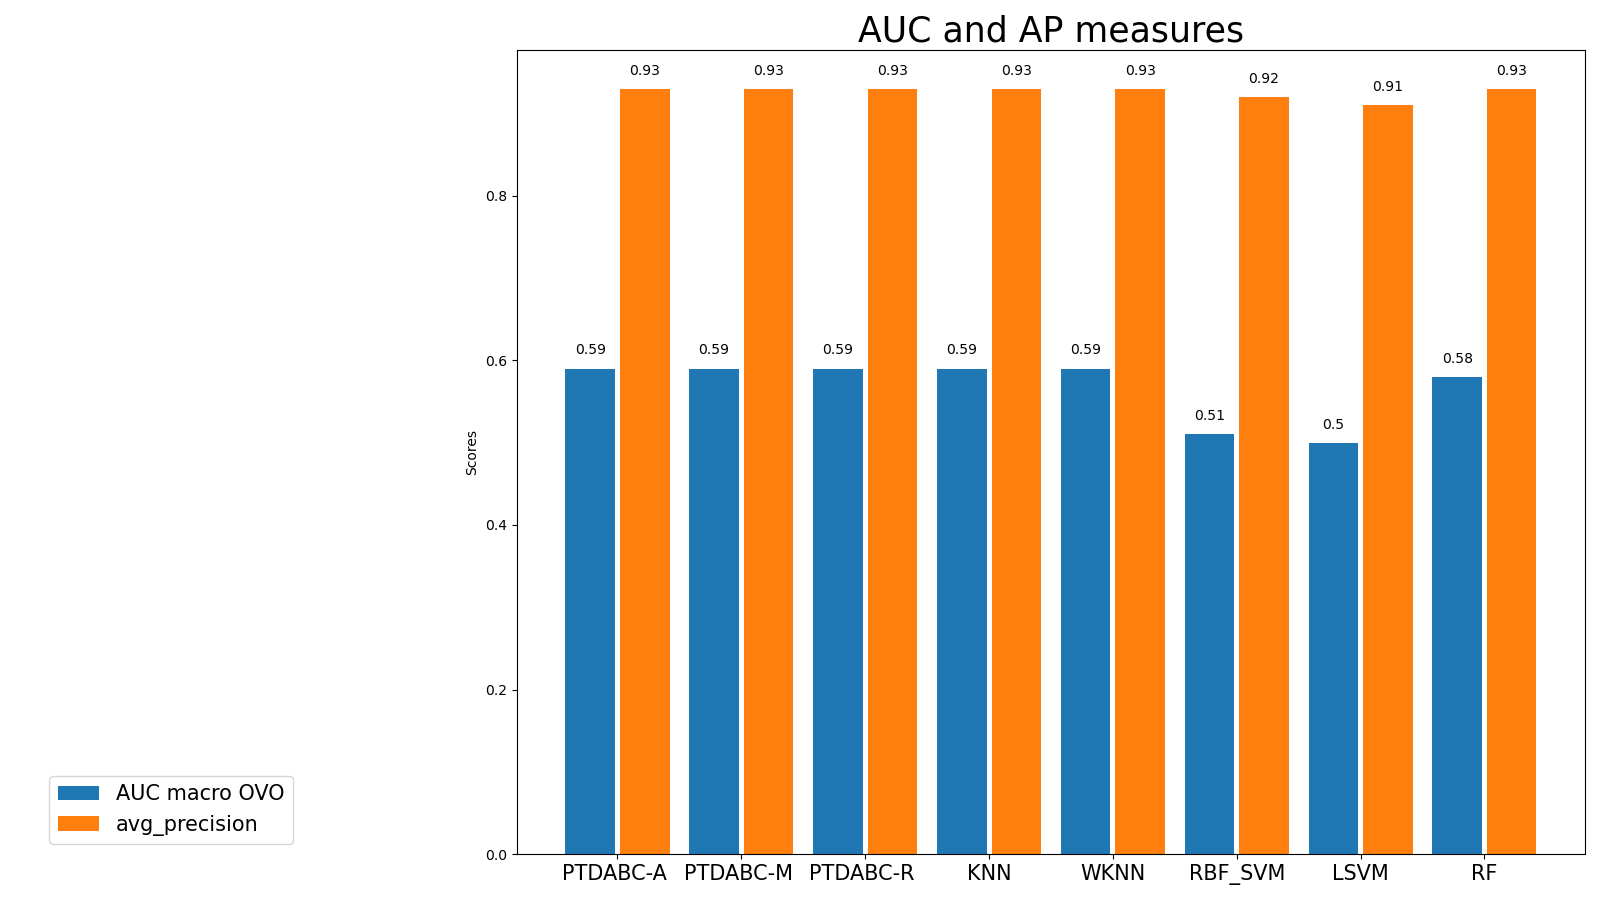 AUC and AP measures
0.93 0.93 0.93 0.93 0.93 0.92 0.91 0.93
0.8
0.59 0.59 0.59 0.59 0.59 0.51 0.5 0.58
0.6
Scores
0.4
0.2
0.0
PTDABC-A PTDABC-M PTDABC-R KNN WKNN RBF_SVM LSVM RF
AUC macro OVO
avg_precision